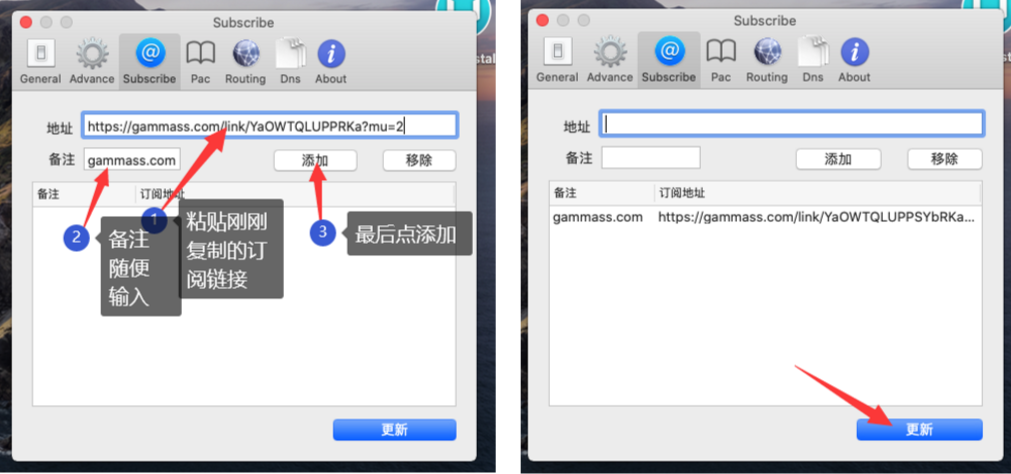 Subscribe
General Advance Subscribe Pac Routing Dns About
地址 https://gammass.com/link/YaOWTQLUPPRKa?mu=2
备注 gammass.com 添加 移除
备注 订阅地址
1 粘贴刚刚
复制的订
阅链接
2 备注
随便
输入
3 最后点添加
更新
Subscribe
General Advance Subscribe Pac Routing Dns About
地址
备注 添加 移除
备注 订阅地址
gammass.com https://gammass.com/link/YaOWTQLUPPSYbRKa...
更新